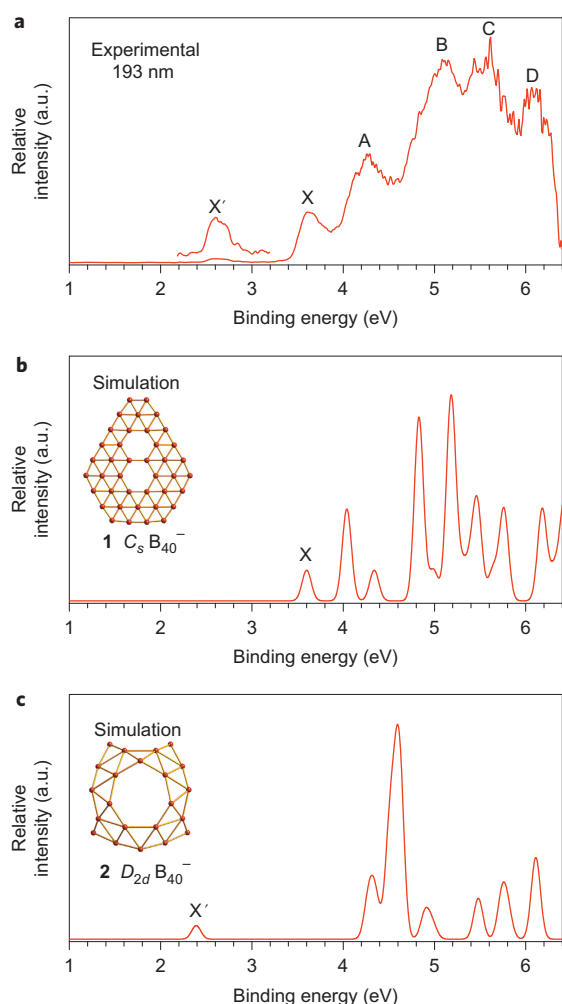 a
Experimental
193 nm
X′
X
A
B
C
D
Relative
intensity (a.u.)
1 2 3 4 5 6
Binding energy (eV)
b
Simulation
1 Cs B40−
X
Relative
intensity (a.u.)
1 2 3 4 5 6
Binding energy (eV)
c
Simulation
2 D2d B40−
X′
Relative
intensity (a.u.)
1 2 3 4 5 6
Binding energy (eV)